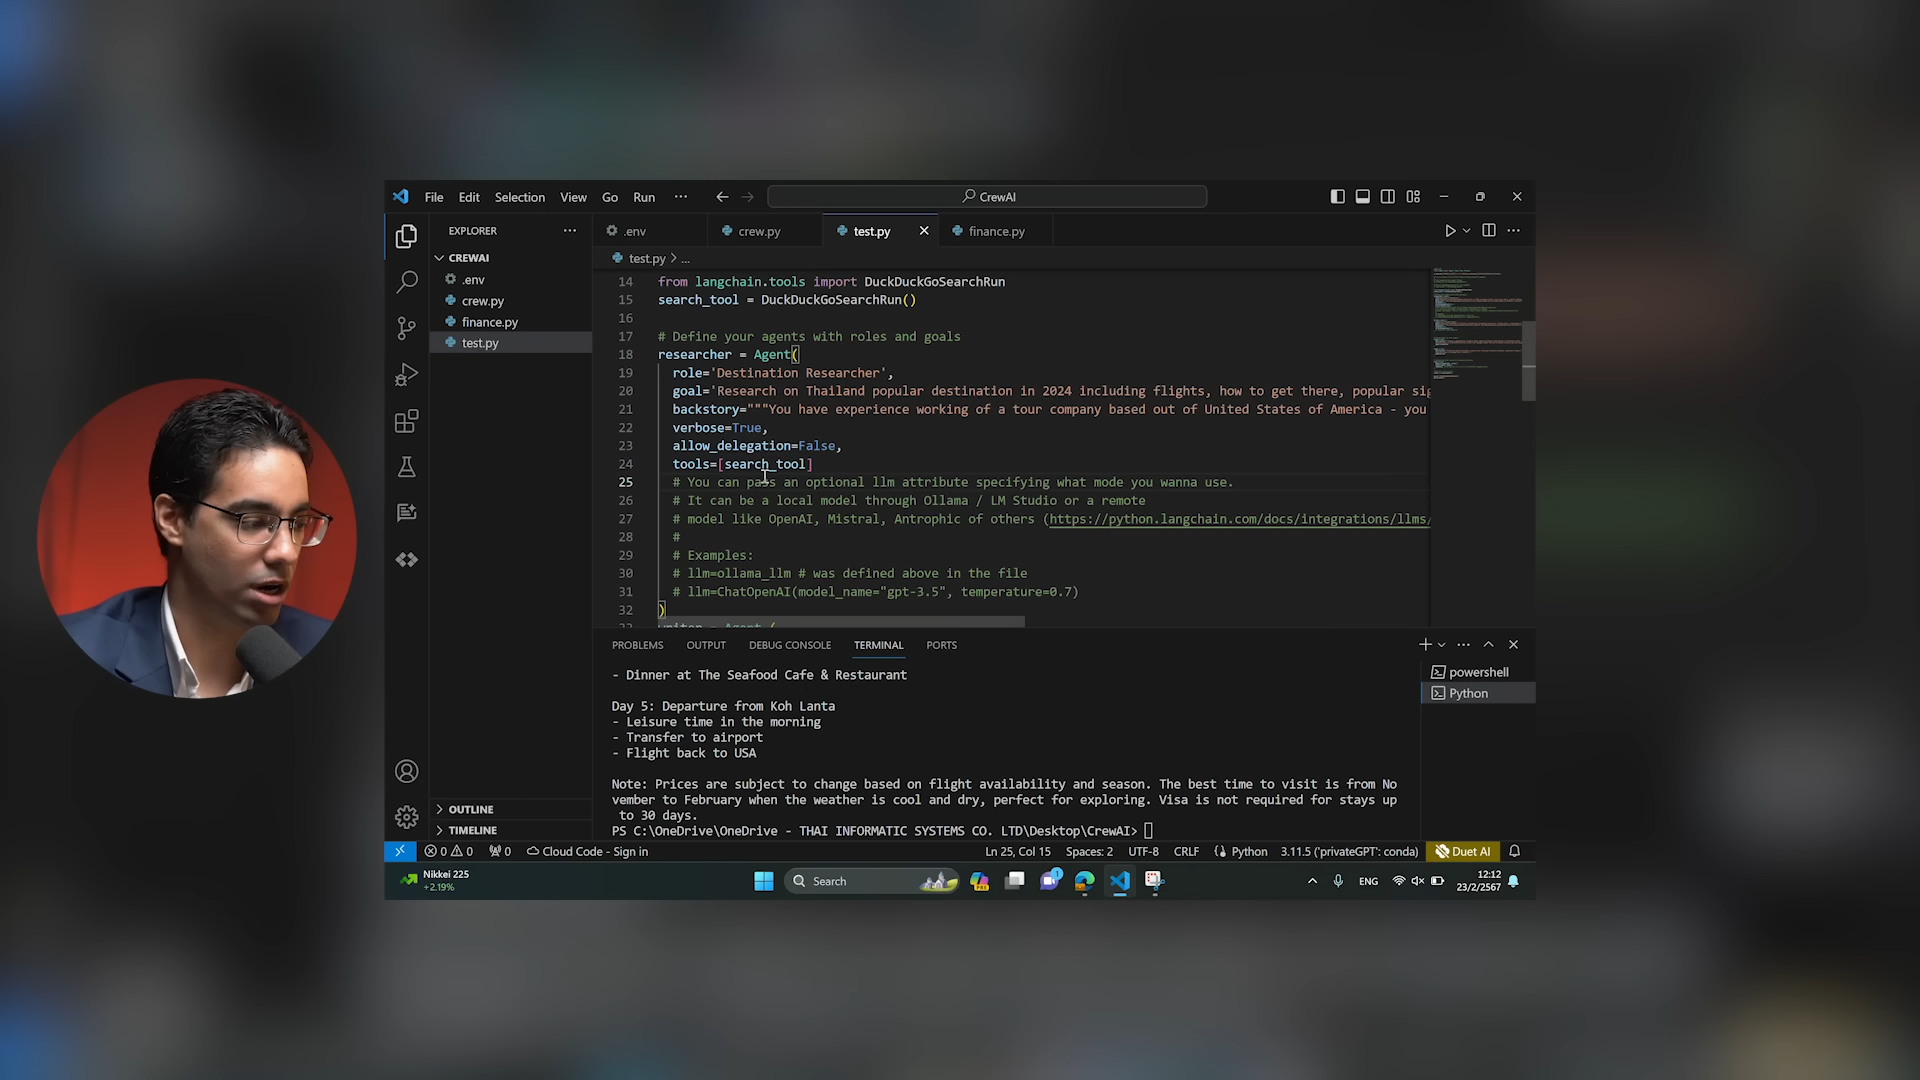 File Edit Selection View Go Run ··· CrewAI
EXPLORER ···
.env crew.py test.py finance.py
CREWAI
.env
crew.py
finance.py
test.py
test.py > ...
14 from langchain.tools import DuckDuckGoSearchRun
15 search_tool = DuckDuckGoSearchRun()
16
17 # Define your agents with roles and goals
18 researcher = Agent(
19 role='Destination Researcher',
20 goal='Research on Thailand popular destination in 2024 including flights, how to get there, popular sig
21 backstory="""You have experience working of a tour company based out of United States of America - you
22 verbose=True,
23 allow_delegation=False,
24 tools=[search_tool]
25 # You can pass an optional llm attribute specifying what mode you wanna use.
26 # It can be a local model through Ollama / LM Studio or a remote
27 # model like OpenAI, Mistral, Antrophic of others (https://python.langchain.com/docs/integrations/llms/
28 #
29 # Examples:
30 # llm=ollama_llm # was defined above in the file
31 # llm=ChatOpenAI(model_name="gpt-3.5", temperature=0.7)
32 )
PROBLEMS OUTPUT DEBUG CONSOLE TERMINAL PORTS
powershell
Python
- Dinner at The Seafood Cafe & Restaurant
Day 5: Departure from Koh Lanta
- Leisure time in the morning
- Transfer to airport
- Flight back to USA
Note: Prices are subject to change based on flight availability and season. The best time to visit is from No
vember to February when the weather is cool and dry, perfect for exploring. Visa is not required for stays up
to 30 days.
PS C:\OneDrive\OneDrive - THAI INFORMATIC SYSTEMS CO. LTD\Desktop\CrewAI>
OUTLINE
TIMELINE
0 0 0 Cloud Code - Sign in Ln 25, Col 15 Spaces: 2 UTF-8 CRLF Python 3.11.5 ('privateGPT': conda) Duet AI
Nikkei 225
+2.19%
Search
1
ENG
12:12
23/2/2567